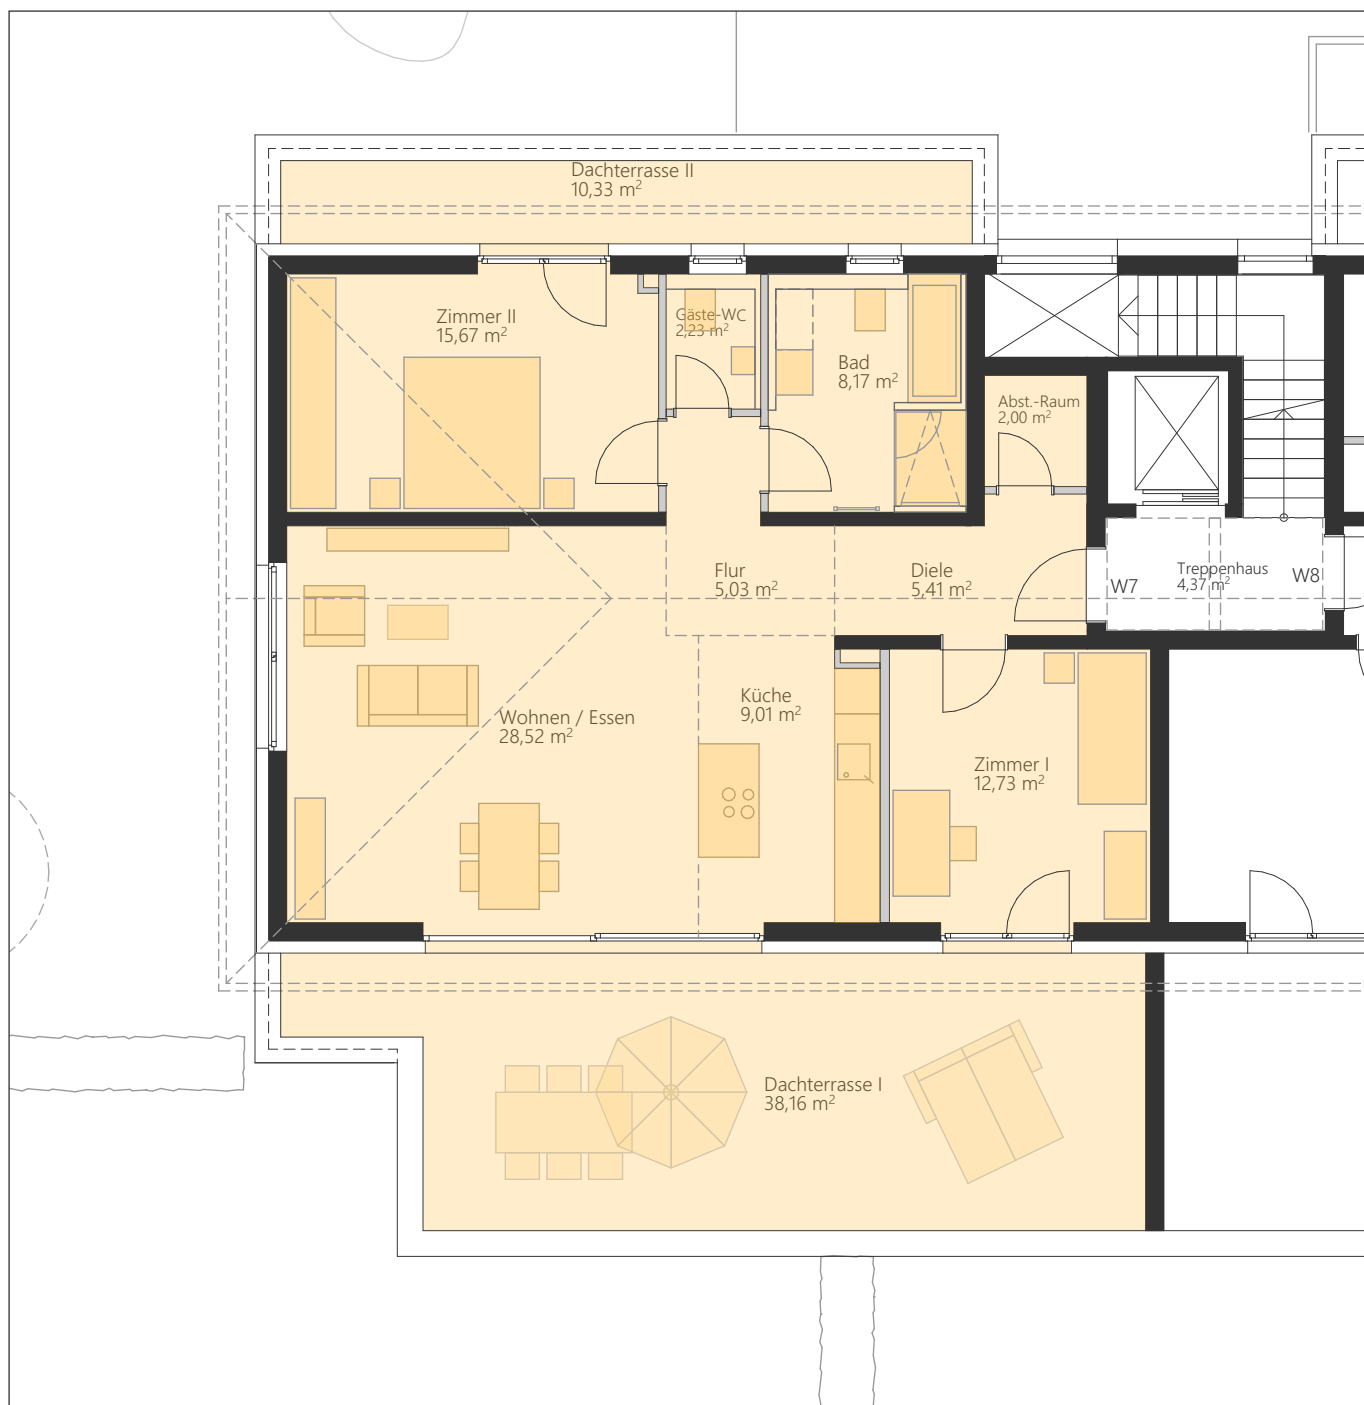 Dachterrasse II
10,33 m²
Zimmer II
15,67 m²
Gäste-WC
2,23 m²
Bad
8,17 m²
Abst.-Raum
2,00 m²
Flur
5,03 m²
Diele
5,41 m²
W7
Treppenhaus
4,37 m²
W8
Wohnen / Essen
28,52 m²
Küche
9,01 m²
Zimmer I
12,73 m²
Dachterrasse I
38,16 m²